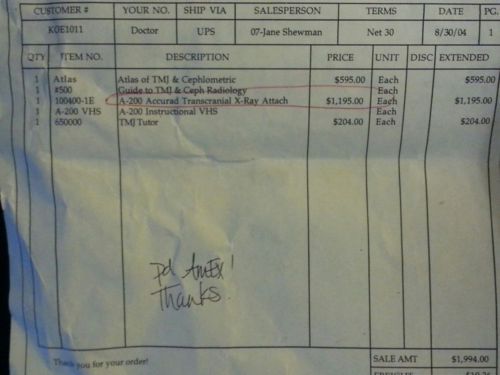 CUSTOMER # YOUR NO. SHIP VIA SALESPERSON TERMS DATE PG.
KOE1011 Doctor UPS 07-Jane Shewman Net 30 8/30/04 1
QTY ITEM NO. DESCRIPTION PRICE UNIT DISC EXTENDED
1 Atlas Atlas of TMJ & Cephlometric $595.00 Each $595.00
1 #500 Guide to TMJ & Ceph Radiology Each
1 100400-1E A-200 Accurad Transcranial X-Ray Attach $1,195.00 Each $1,195.00
1 A-200 VHS A-200 Instructional VHS Each
1 650000 TMJ Tutor $204.00 Each $204.00
Pd AmEx!
Thanks!
Thank you for your order!
SALE AMT $1,994.00